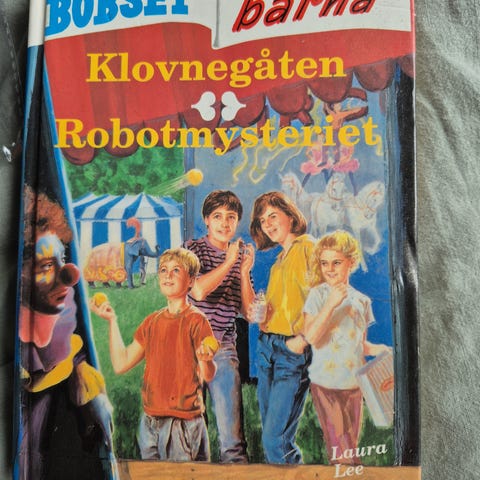 BOBSEY barna
Klovnegåten
Robotmysteriet
Laura
Lee